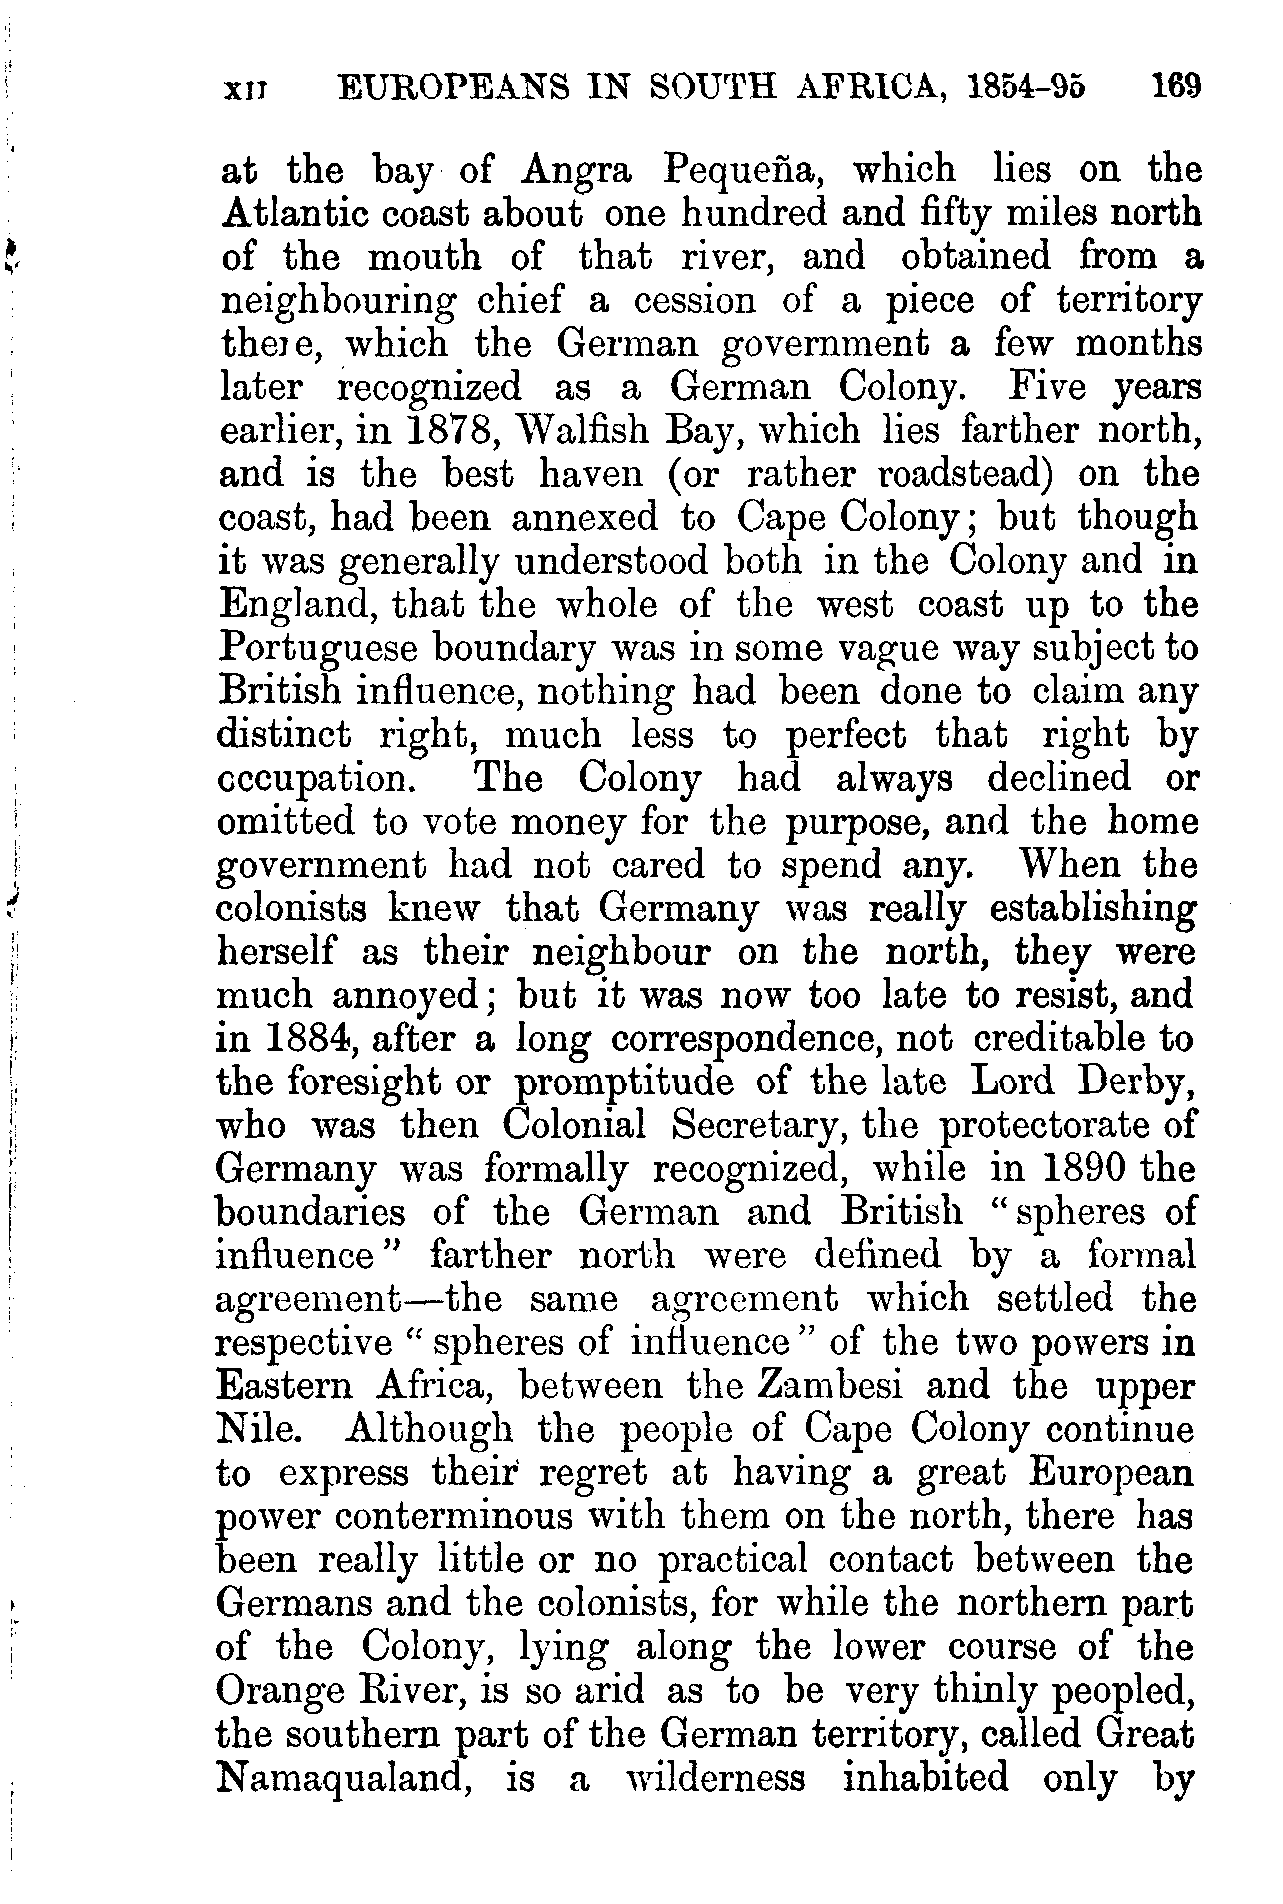 XII EUROPEANS IN SOUTH AFRICA, 1854–95 169
at the bay of Angra Pequeña, which lies on the
Atlantic coast about one hundred and fifty miles north
of the mouth of that river, and obtained from a
neighbouring chief a cession of a piece of territory
there, which the German government a few months
later recognized as a German Colony. Five years
earlier, in 1878, Walfish Bay, which lies farther north,
and is the best haven (or rather roadstead) on the
coast, had been annexed to Cape Colony; but though
it was generally understood both in the Colony and in
England, that the whole of the west coast up to the
Portuguese boundary was in some vague way subject to
British influence, nothing had been done to claim any
distinct right, much less to perfect that right by
occupation. The Colony had always declined or
omitted to vote money for the purpose, and the home
government had not cared to spend any. When the
colonists knew that Germany was really establishing
herself as their neighbour on the north, they were
much annoyed; but it was now too late to resist, and
in 1884, after a long correspondence, not creditable to
the foresight or promptitude of the late Lord Derby,
who was then Colonial Secretary, the protectorate of
Germany was formally recognized, while in 1890 the
boundaries of the German and British “spheres of
influence” farther north were defined by a formal
agreement—the same agreement which settled the
respective “spheres of influence” of the two powers in
Eastern Africa, between the Zambesi and the upper
Nile. Although the people of Cape Colony continue
to express their regret at having a great European
power conterminous with them on the north, there has
been really little or no practical contact between the
Germans and the colonists, for while the northern part
of the Colony, lying along the lower course of the
Orange River, is so arid as to be very thinly peopled,
the southern part of the German territory, called Great
Namaqualand, is a wilderness inhabited only by